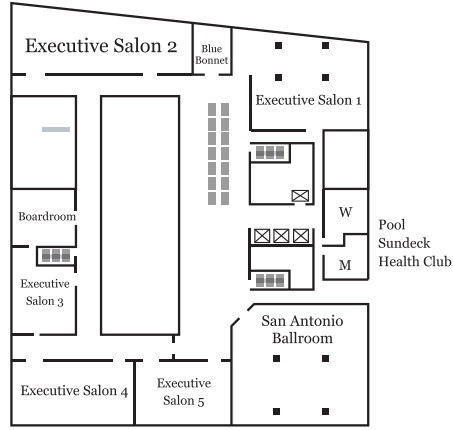 Executive Salon 2
Blue
Bonnet
Executive Salon 1
Boardroom
W
Pool
Sundeck
Health Club
M
Executive
Salon 3
San Antonio
Ballroom
Executive Salon 4
Executive
Salon 5